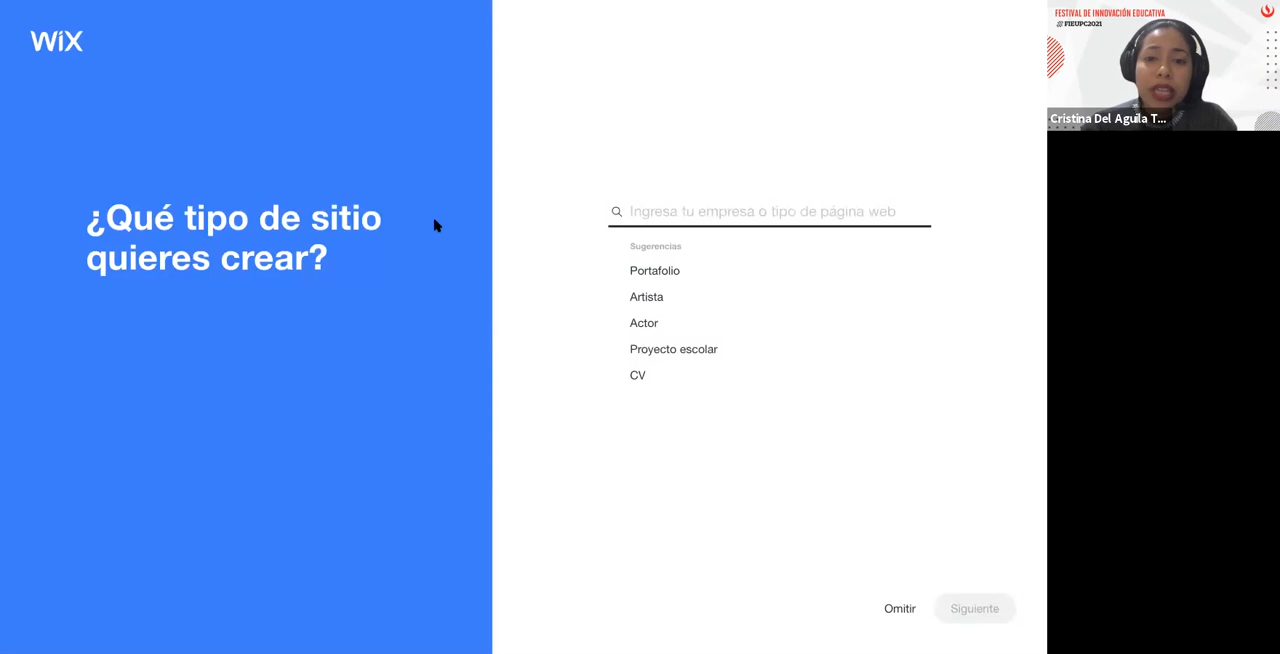 WiX
¿Qué tipo de sitio
quieres crear?
Ingresa tu empresa o tipo de página web
Sugerencias
Portafolio
Artista
Actor
Proyecto escolar
CV
Omitir
Siguiente
FESTIVAL DE INNOVACIÓN EDUCATIVA
#FIEUPC2021
Cristina Del Aguila T...